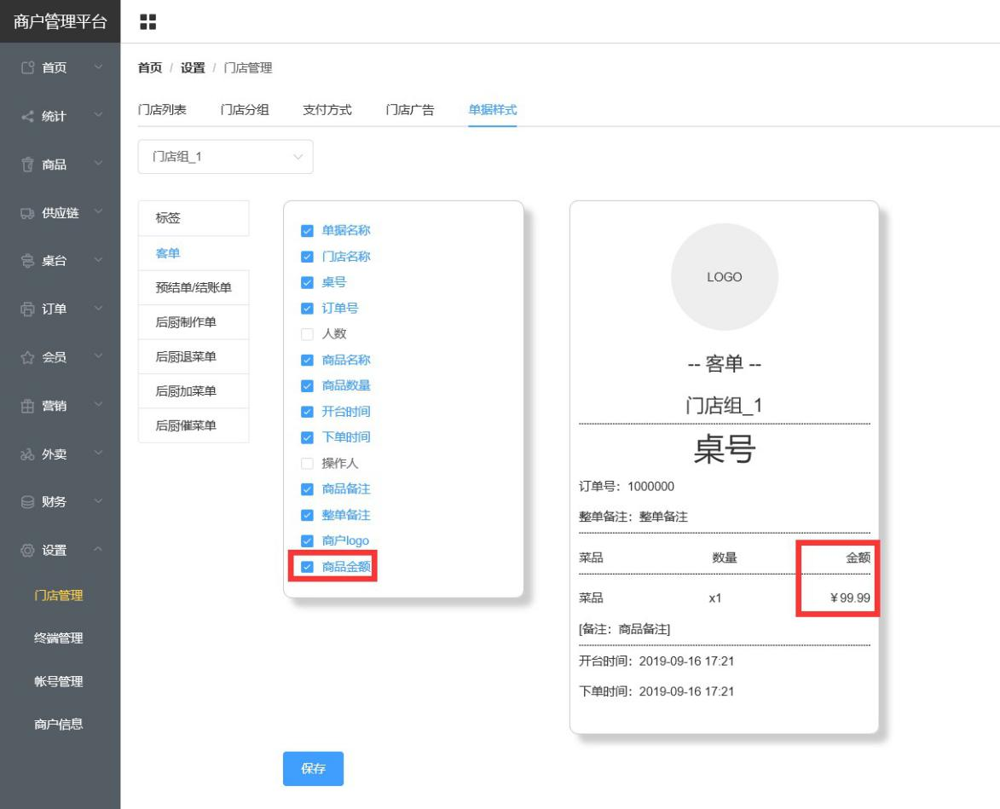 商户管理平台
首页
统计
商品
供应链
桌台
订单
会员
营销
外卖
财务
设置
门店管理
终端管理
帐号管理
商户信息
首页 / 设置 / 门店管理
门店列表 门店分组 支付方式 门店广告 单据样式
门店组_1
标签
客单
预结单/结账单
后厨制作单
后厨退菜单
后厨加菜单
后厨催菜单
单据名称
门店名称
桌号
订单号
人数
商品名称
商品数量
开台时间
下单时间
操作人
商品备注
整单备注
商户logo
商品金额
LOGO
-- 客单 --
门店组_1
桌号
订单号：1000000
整单备注：整单备注
菜品 数量 金额
菜品 x1 ￥99.99
[备注：商品备注]
开台时间：2019-09-16 17:21
下单时间：2019-09-16 17:21
保存